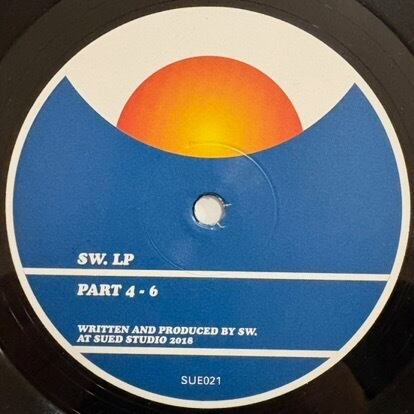 SW. LP
PART 4 - 6
WRITTEN AND PRODUCED BY SW.
AT SUED STUDIO 2018
SUE021